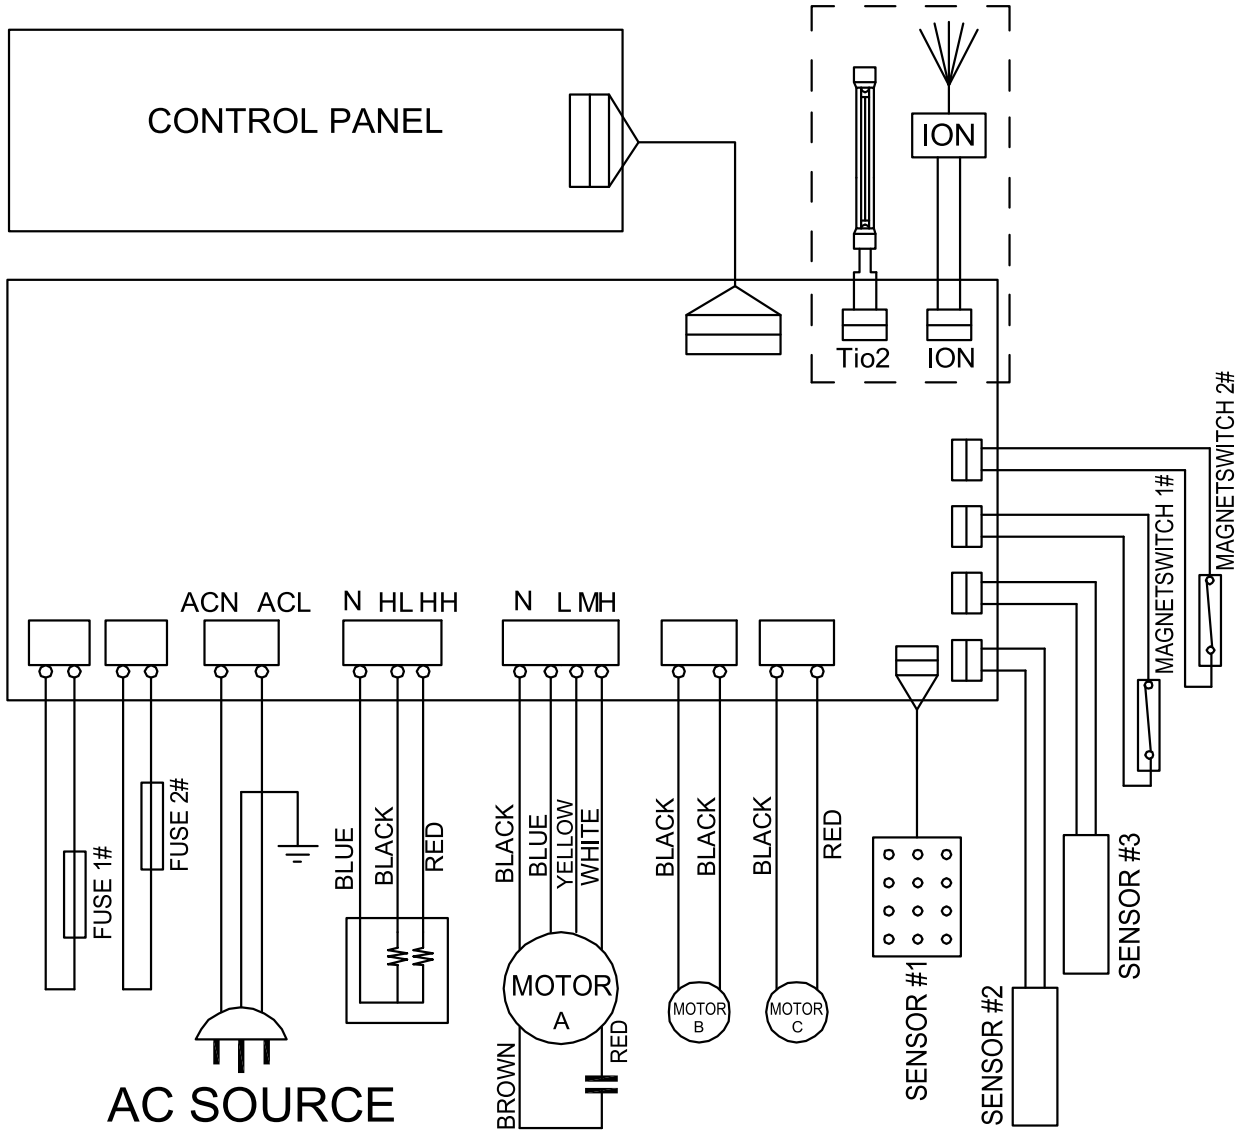 CONTROL PANEL
ION
Tio2
ION
MAGNETSWITCH 2#
MAGNETSWITCH 1#
ACN ACL
N HL HH
N L M H
FUSE 1#
FUSE 2#
BLUE
BLACK
RED
BLACK
BLUE
YELLOW
WHITE
BLACK
BLACK
BLACK
RED
MOTOR
A
MOTOR
B
MOTOR
C
BROWN
RED
SENSOR #1
SENSOR #2
SENSOR #3
AC SOURCE